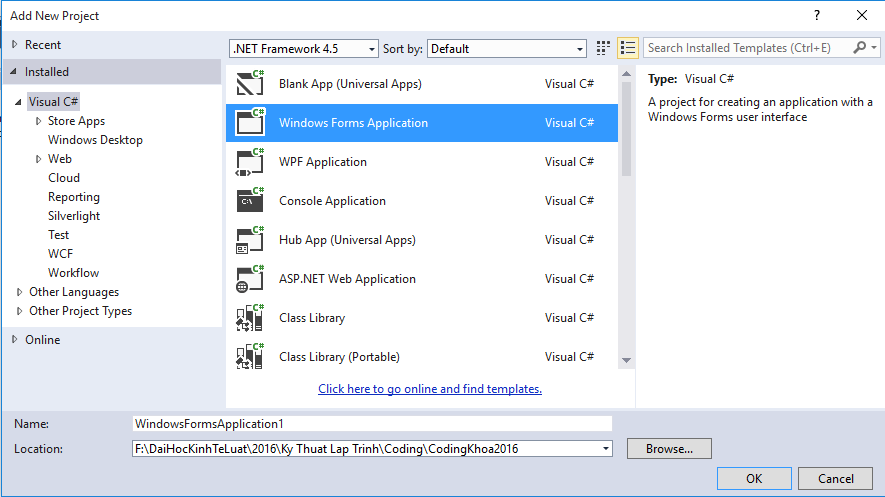 Add New Project
Recent
.NET Framework 4.5
Sort by:
Default
Search Installed Templates (Ctrl+E)
Installed
Visual C#
Store Apps
Windows Desktop
Web
Cloud
Reporting
Silverlight
Test
WCF
Workflow
Other Languages
Other Project Types
Online
Blank App (Universal Apps) Visual C#
Windows Forms Application Visual C#
WPF Application Visual C#
Console Application Visual C#
Hub App (Universal Apps) Visual C#
ASP.NET Web Application Visual C#
Class Library Visual C#
Class Library (Portable) Visual C#
Click here to go online and find templates.
Type: Visual C#
A project for creating an application with a
Windows Forms user interface
Name: WindowsFormsApplication1
Location: F:\DaiHocKinhTeLuat\2016\Ky Thuat Lap Trinh\Coding\CodingKhoa2016
Browse...
OK
Cancel